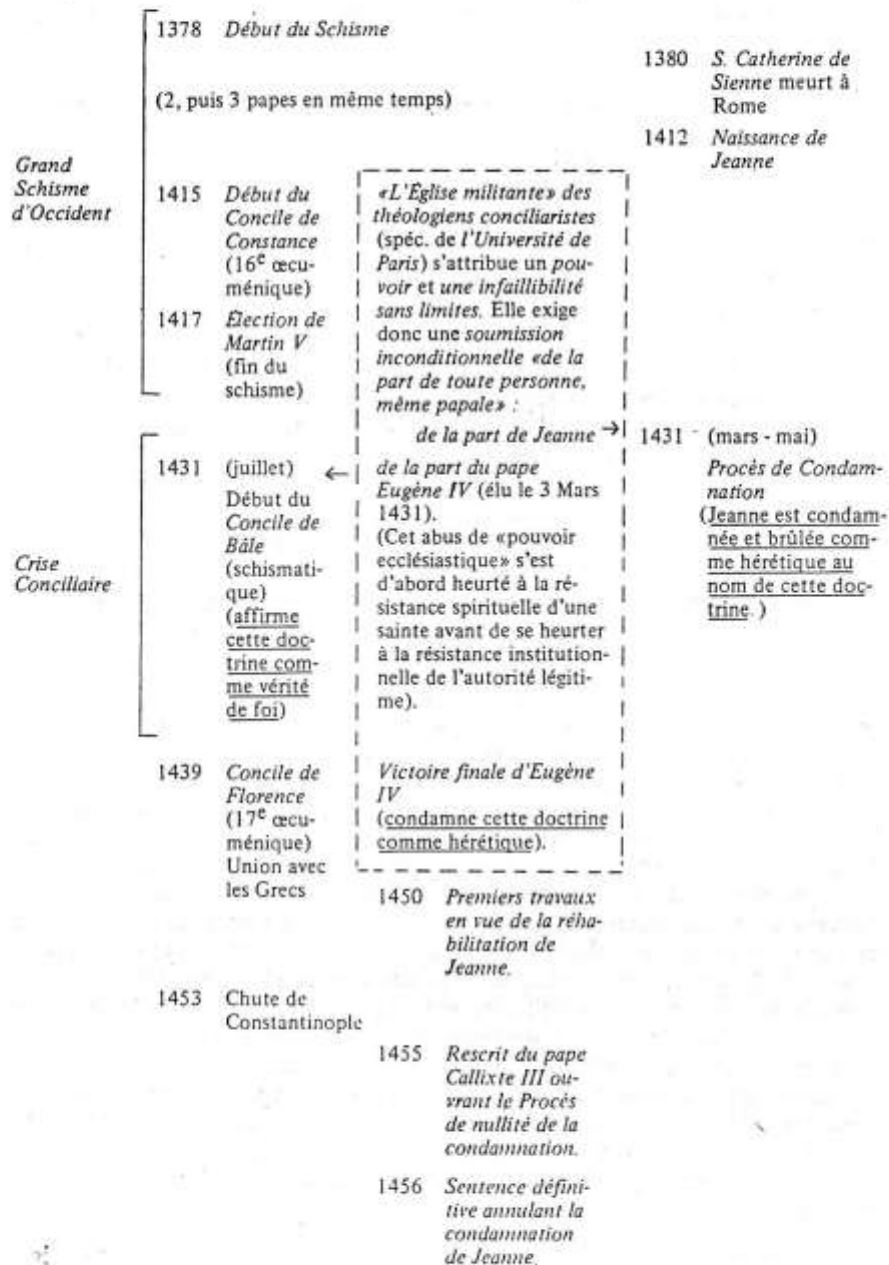 1378 Début du Schisme
(2, puis 3 papes en même temps)
1380 S. Catherine de
Sienne meurt à
Rome
1412 Naissance de
Jeanne
Grand
Schisme
d'Occident
1415 Début du
Concile de
Constance
(16e œcu-
ménique)
1417 Élection de
Martin V
(fin du
schisme)
«L'Église militante» des
théologiens conciliaristes
(spéc. de l'Université de
Paris) s'attribue un pou-
voir et une infaillibilité
sans limites. Elle exige
donc une soumission
inconditionnelle «de la
part de toute personne,
même papale» :
de la part de Jeanne →
1431 (mars - mai)
Procès de Condam-
nation
(Jeanne est condam-
née et brûlée com-
me hérétique au
nom de cette doc-
trine.)
Crise
Conciliaire
1431 (juillet) ←
Début du
Concile de
Bâle
(schismati-
que)
(affirme
cette doc-
trine com-
me vérité
de foi)
de la part du pape
Eugène IV (élu le 3 Mars
1431).
(Cet abus de «pouvoir
ecclésiastique» s'est
d'abord heurté à la ré-
sistance spirituelle d'une
sainte avant de se heurter
à la résistance institution-
nelle de l'autorité légiti-
me).
1439 Concile de
Florence
(17e œcu-
ménique)
Union avec
les Grecs
Victoire finale d'Eugène
IV
(condamne cette doctrine
comme hérétique).
1450 Premiers travaux
en vue de la réha-
bilitation de
Jeanne.
1453 Chute de
Constantinople
1455 Rescrit du pape
Callixte III ou-
vrant le Procès
de nullité de la
condamnation.
1456 Sentence défini-
tive annulant la
condamnation
de Jeanne.